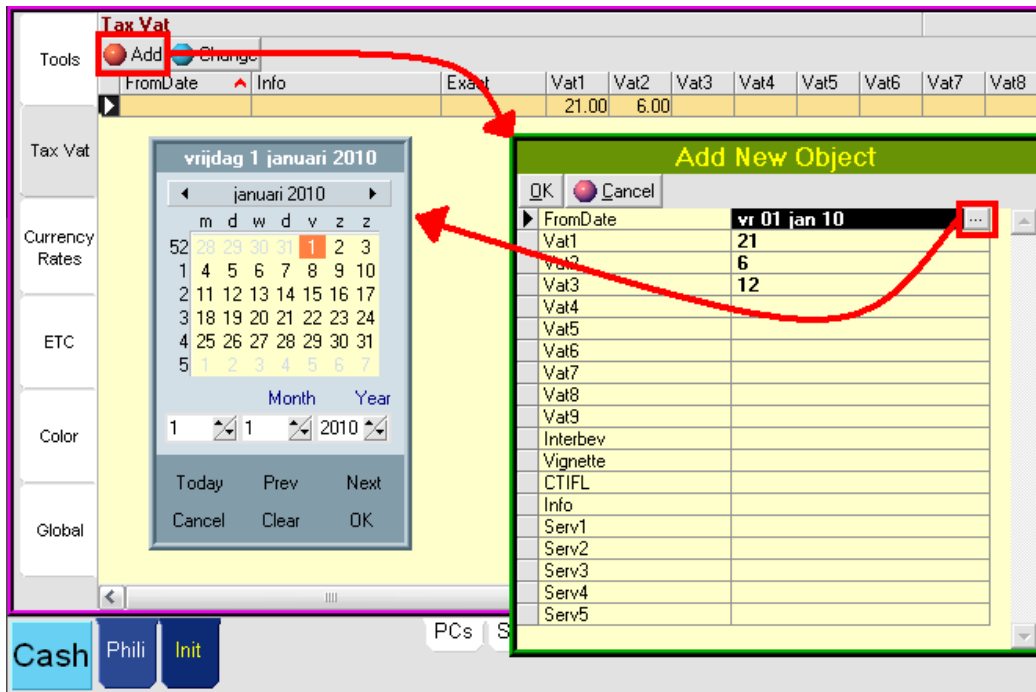 Tax Vat
Tools
Add Change
FromDate Info Exact Vat1 Vat2 Vat3 Vat4 Vat5 Vat6 Vat7 Vat8
21.00 6.00
Tax Vat
Currency
Rates
ETC
Color
Global
vrijdag 1 januari 2010
januari 2010
m d w d v z z
52 28 29 30 31 1 2 3
1 4 5 6 7 8 9 10
2 11 12 13 14 15 16 17
3 18 19 20 21 22 23 24
4 25 26 27 28 29 30 31
5 1 2 3 4 5 6 7
Month Year
1 1 2010
Today Prev Next
Cancel Clear OK
Add New Object
OK Cancel
FromDate vr 01 jan 10 ...
Vat1 21
Vat2 6
Vat3 12
Vat4
Vat5
Vat6
Vat7
Vat8
Vat9
Interbev
Vignette
CTIFL
Info
Serv1
Serv2
Serv3
Serv4
Serv5
PCs S
Cash Phili Init